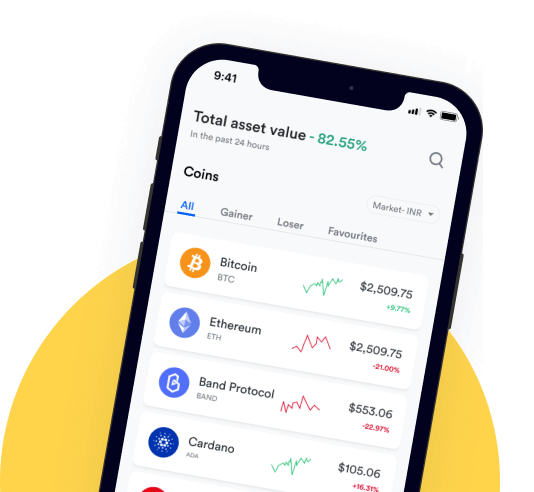 9:41
Total asset value - 82.55%
In the past 24 hours
Coins
Market- INR
All Gainer Loser Favourites
Bitcoin
BTC
$2,509.75
+9.77%
Ethereum
ETH
$2,509.75
-21.00%
Band Protocol
BAND
$553.06
-22.97%
Cardano
ADA
$105.06
+16.31%